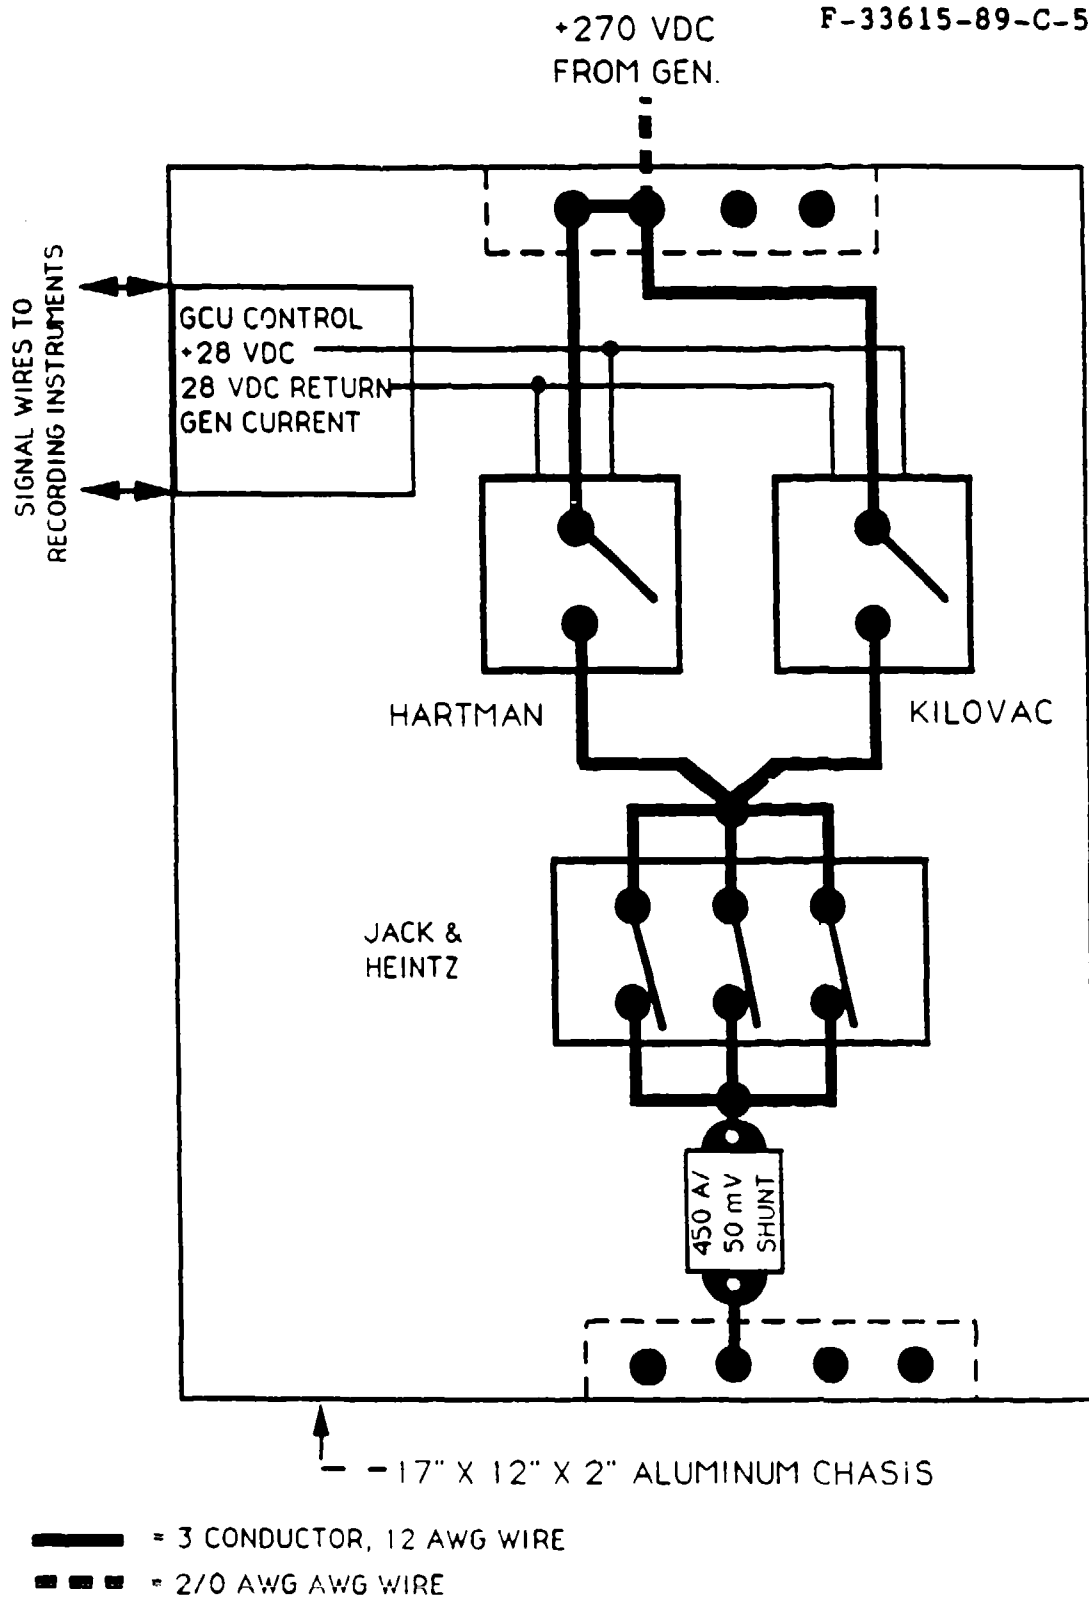 F-33615-89-C-5
+270 VDC
FROM GEN.
SIGNAL WIRES TO
RECORDING INSTRUMENTS
GCU CONTROL
+28 VDC
28 VDC RETURN
GEN CURRENT
HARTMAN
KILOVAC
JACK &
HEINTZ
450 A/
50 mV
SHUNT
17" X 12" X 2" ALUMINUM CHASIS
= 3 CONDUCTOR, 12 AWG WIRE
= 2/0 AWG AWG WIRE